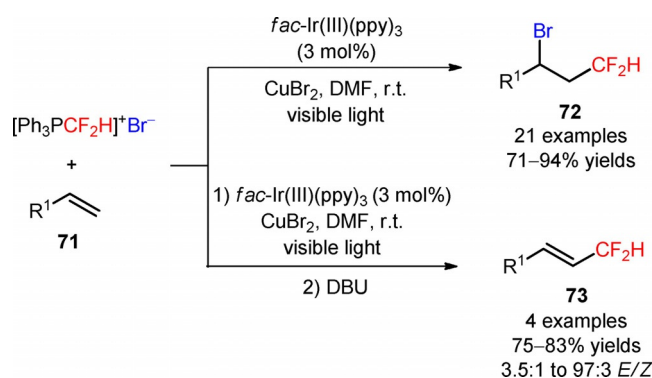 fac-Ir(III)(ppy)₃
(3 mol%)
CuBr₂, DMF, r.t.
visible light
Br
R¹
CF₂H
72
21 examples
71–94% yields
[Ph₃PCF₂H]⁺Br⁻
+
R¹
71
1) fac-Ir(III)(ppy)₃ (3 mol%)
CuBr₂, DMF, r.t.
visible light
2) DBU
R¹
CF₂H
73
4 examples
75–83% yields
3.5:1 to 97:3 E/Z